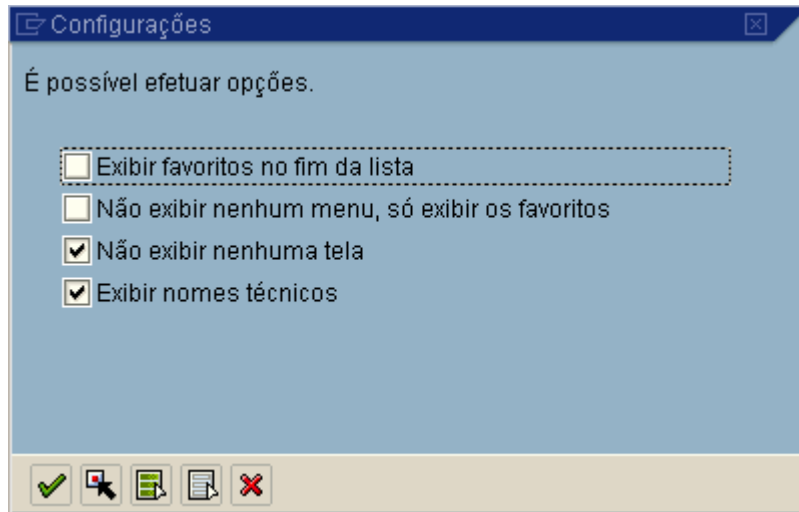 Configurações
É possível efetuar opções.
Exibir favoritos no fim da lista
Não exibir nenhum menu, só exibir os favoritos
Não exibir nenhuma tela
Exibir nomes técnicos